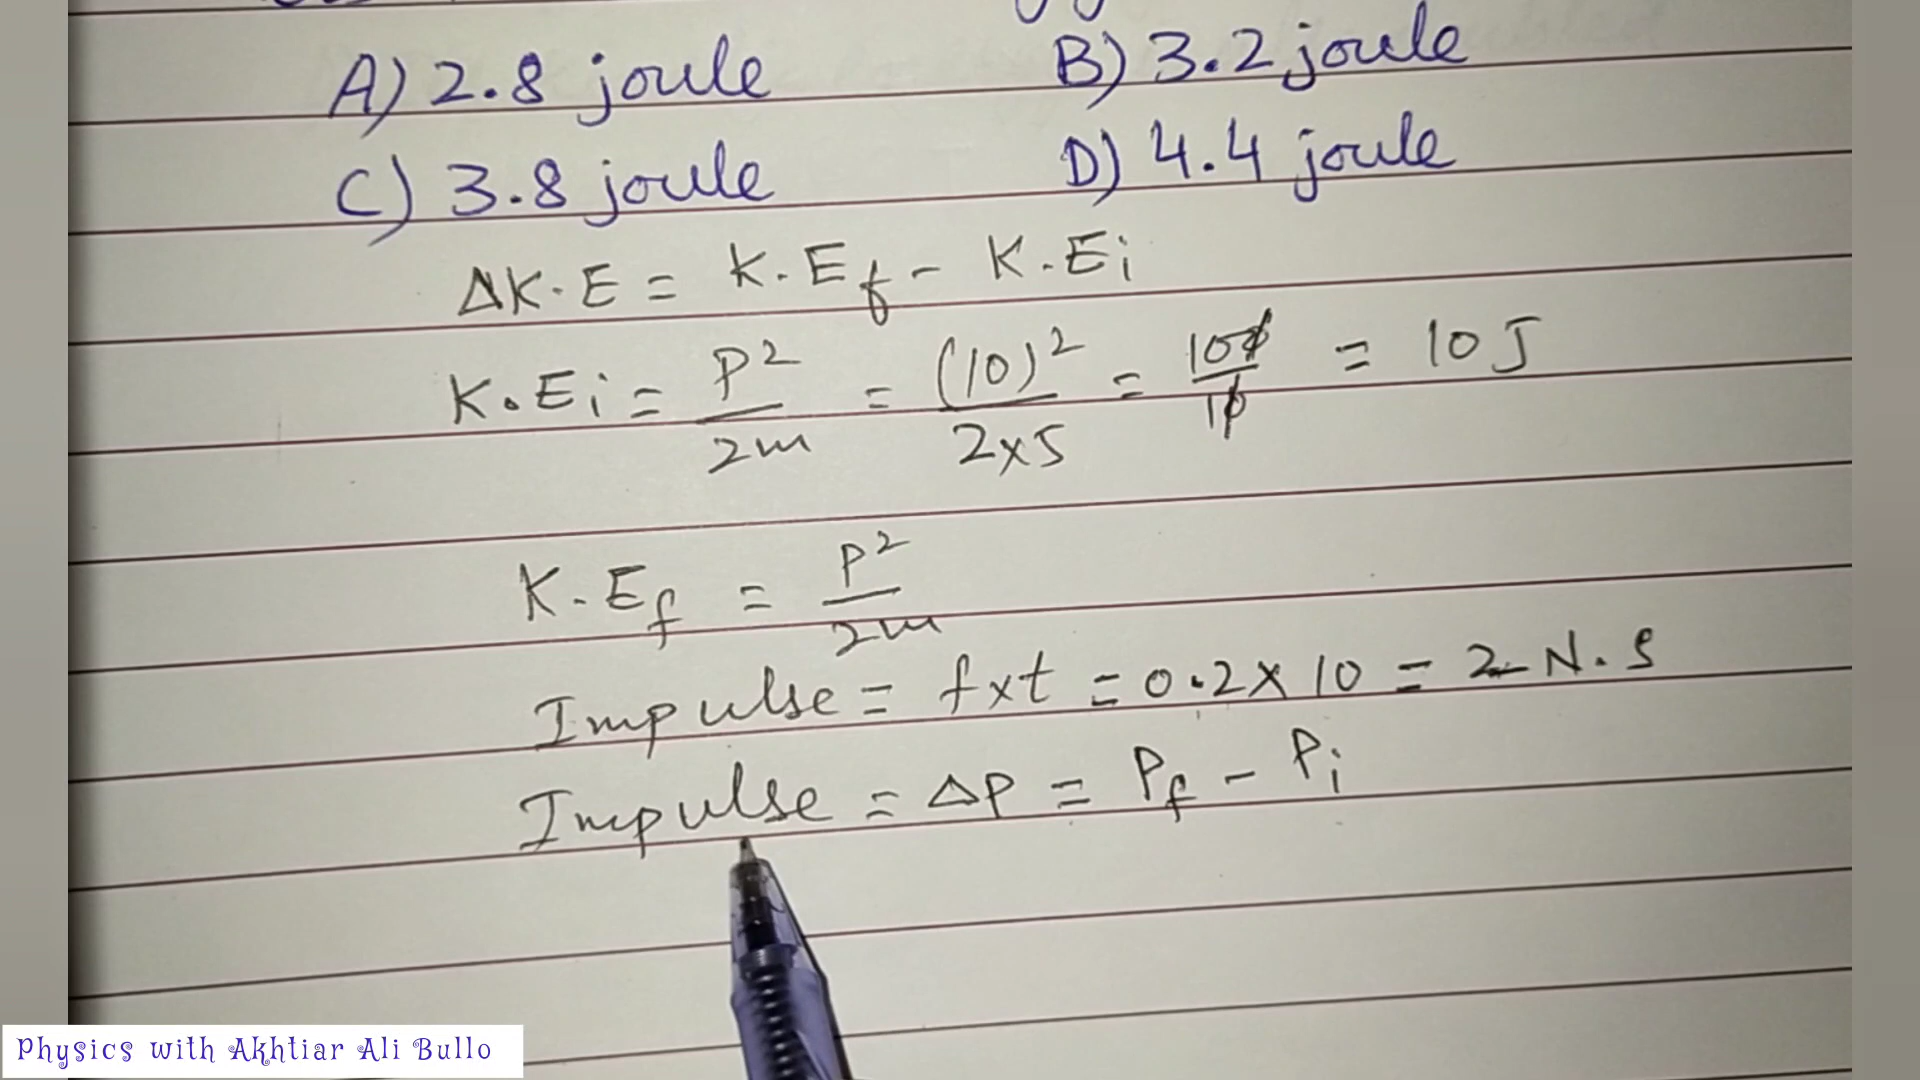 A) 2.8 joule B) 3.2 joule
C) 3.8 joule D) 4.4 joule
ΔK.E = K.Ef - K.Ei
K.Ei = P²/2m = (10)²/2×5 = 100/10 = 10 J
K.Ef = P²/2m
Impulse = f×t = 0.2×10 = 2 N.S
Impulse = ΔP = Pf - Pi
Physics with Akhtiar Ali Bullo